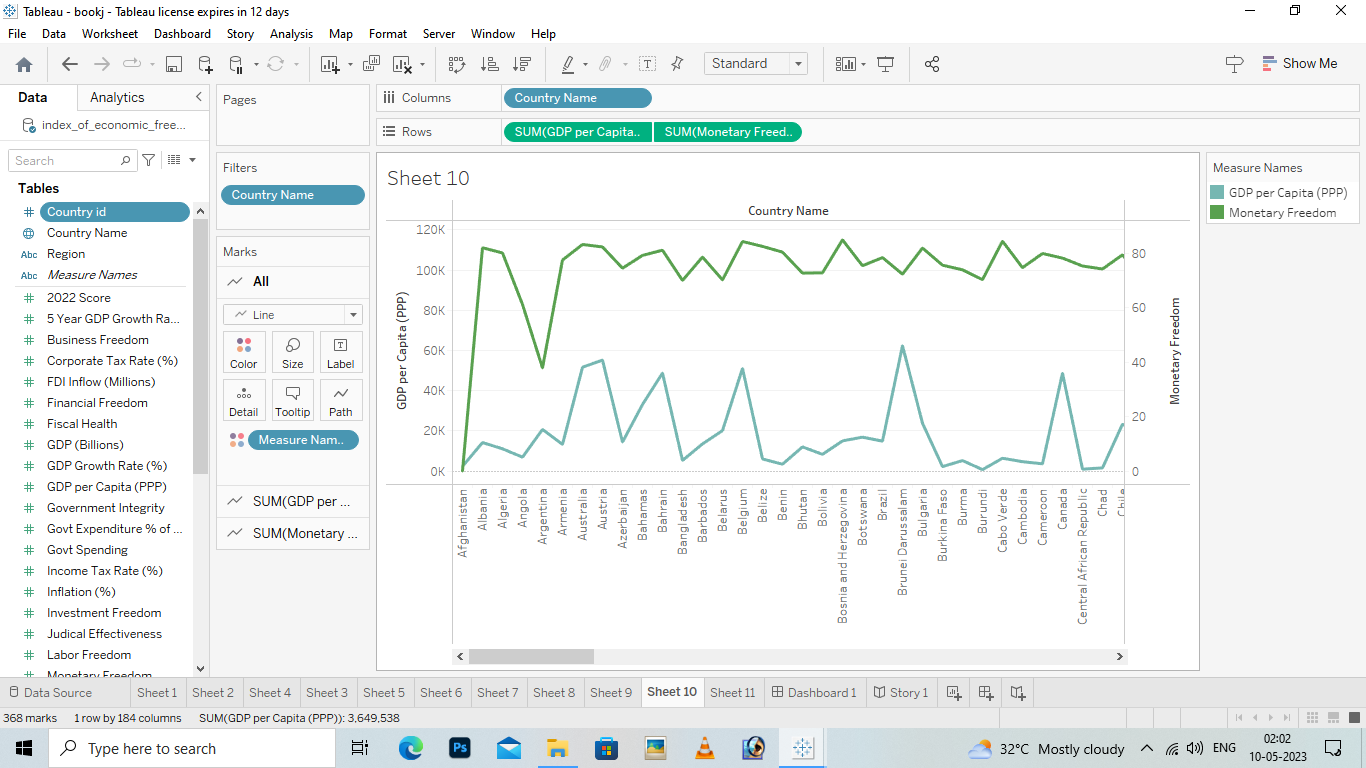 Tableau - bookj - Tableau license expires in 12 days
File Data Worksheet Dashboard Story Analysis Map Format Server Window Help
Standard
Show Me
Data Analytics
index_of_economic_free...
Search
Tables
Country id
Country Name
Region
Measure Names
2022 Score
5 Year GDP Growth Ra...
Business Freedom
Corporate Tax Rate (%)
FDI Inflow (Millions)
Financial Freedom
Fiscal Health
GDP (Billions)
GDP Growth Rate (%)
GDP per Capita (PPP)
Government Integrity
Govt Expenditure % of ...
Govt Spending
Income Tax Rate (%)
Inflation (%)
Investment Freedom
Judical Effectiveness
Labor Freedom
Monetary Freedom
Pages
Filters
Country Name
Marks
All
Line
Color Size Label
Detail Tooltip Path
Measure Nam..
SUM(GDP per ...
SUM(Monetary ...
Columns
Country Name
Rows
SUM(GDP per Capita.. SUM(Monetary Freed..
Sheet 10
Country Name
GDP per Capita (PPP)
120K
100K
80K
60K
40K
20K
0K
Monetary Freedom
80
60
40
20
0
Afghanistan
Albania
Algeria
Angola
Argentina
Armenia
Australia
Austria
Azerbaijan
Bahamas
Bahrain
Bangladesh
Barbados
Belarus
Belgium
Belize
Benin
Bhutan
Bolivia
Bosnia and Herzegovina
Botswana
Brazil
Brunei Darussalam
Bulgaria
Burkina Faso
Burma
Burundi
Cabo Verde
Cambodia
Cameroon
Canada
Central African Republic
Chad
Chile
Measure Names
GDP per Capita (PPP)
Monetary Freedom
Data Source Sheet 1 Sheet 2 Sheet 4 Sheet 3 Sheet 5 Sheet 6 Sheet 7 Sheet 8 Sheet 9 Sheet 10 Sheet 11 Dashboard 1 Story 1
368 marks 1 row by 184 columns SUM(GDP per Capita (PPP)): 3,649,538
Type here to search
Ps
32°C Mostly cloudy
ENG
02:02
10-05-2023